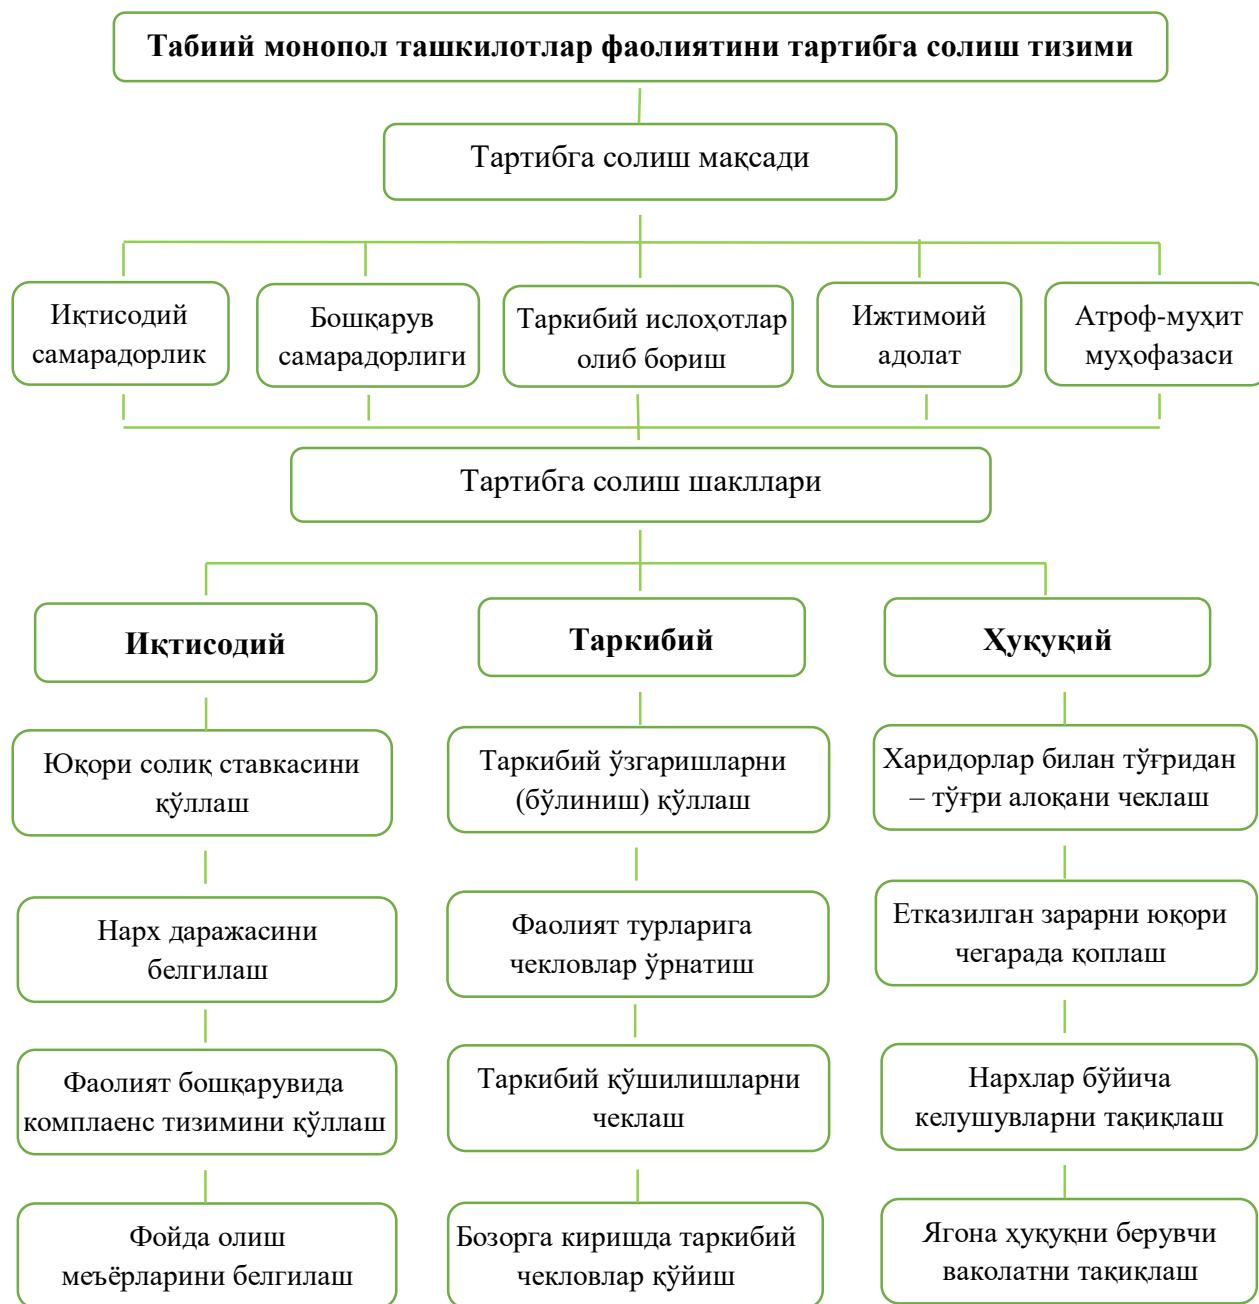 Табиий монопол ташкилотлар фаолиятини тартибга солиш тизими
Тартибга солиш мақсади
Иқтисодий
самарадорлик
Бошқарув
самарадорлиги
Таркибий ислоҳотлар
олиб бориш
Ижтимоий
адолат
Атроф-муҳит
муҳофазаси
Тартибга солиш шакллари
Иқтисодий
Таркибий
Ҳуқуқий
Юқори солиқ ставкасини
қўллаш
Таркибий ўзгаришларни
(бўлиниш) қўллаш
Харидорлар билан тўғридан
– тўғри алоқани чеклаш
Нарх даражасини
белгилаш
Фаолият турларига
чекловлар ўрнатиш
Етказилган зарарни юқори
чегарада қоплаш
Фаолият бошқарувида
комплаенс тизимини қўллаш
Таркибий қўшилишларни
чеклаш
Нархлар бўйича
келушувларни тақиқлаш
Фойда олиш
меъёрларини белгилаш
Бозорга киришда таркибий
чекловлар қўйиш
Ягона ҳуқуқни берувчи
ваколатни тақиқлаш